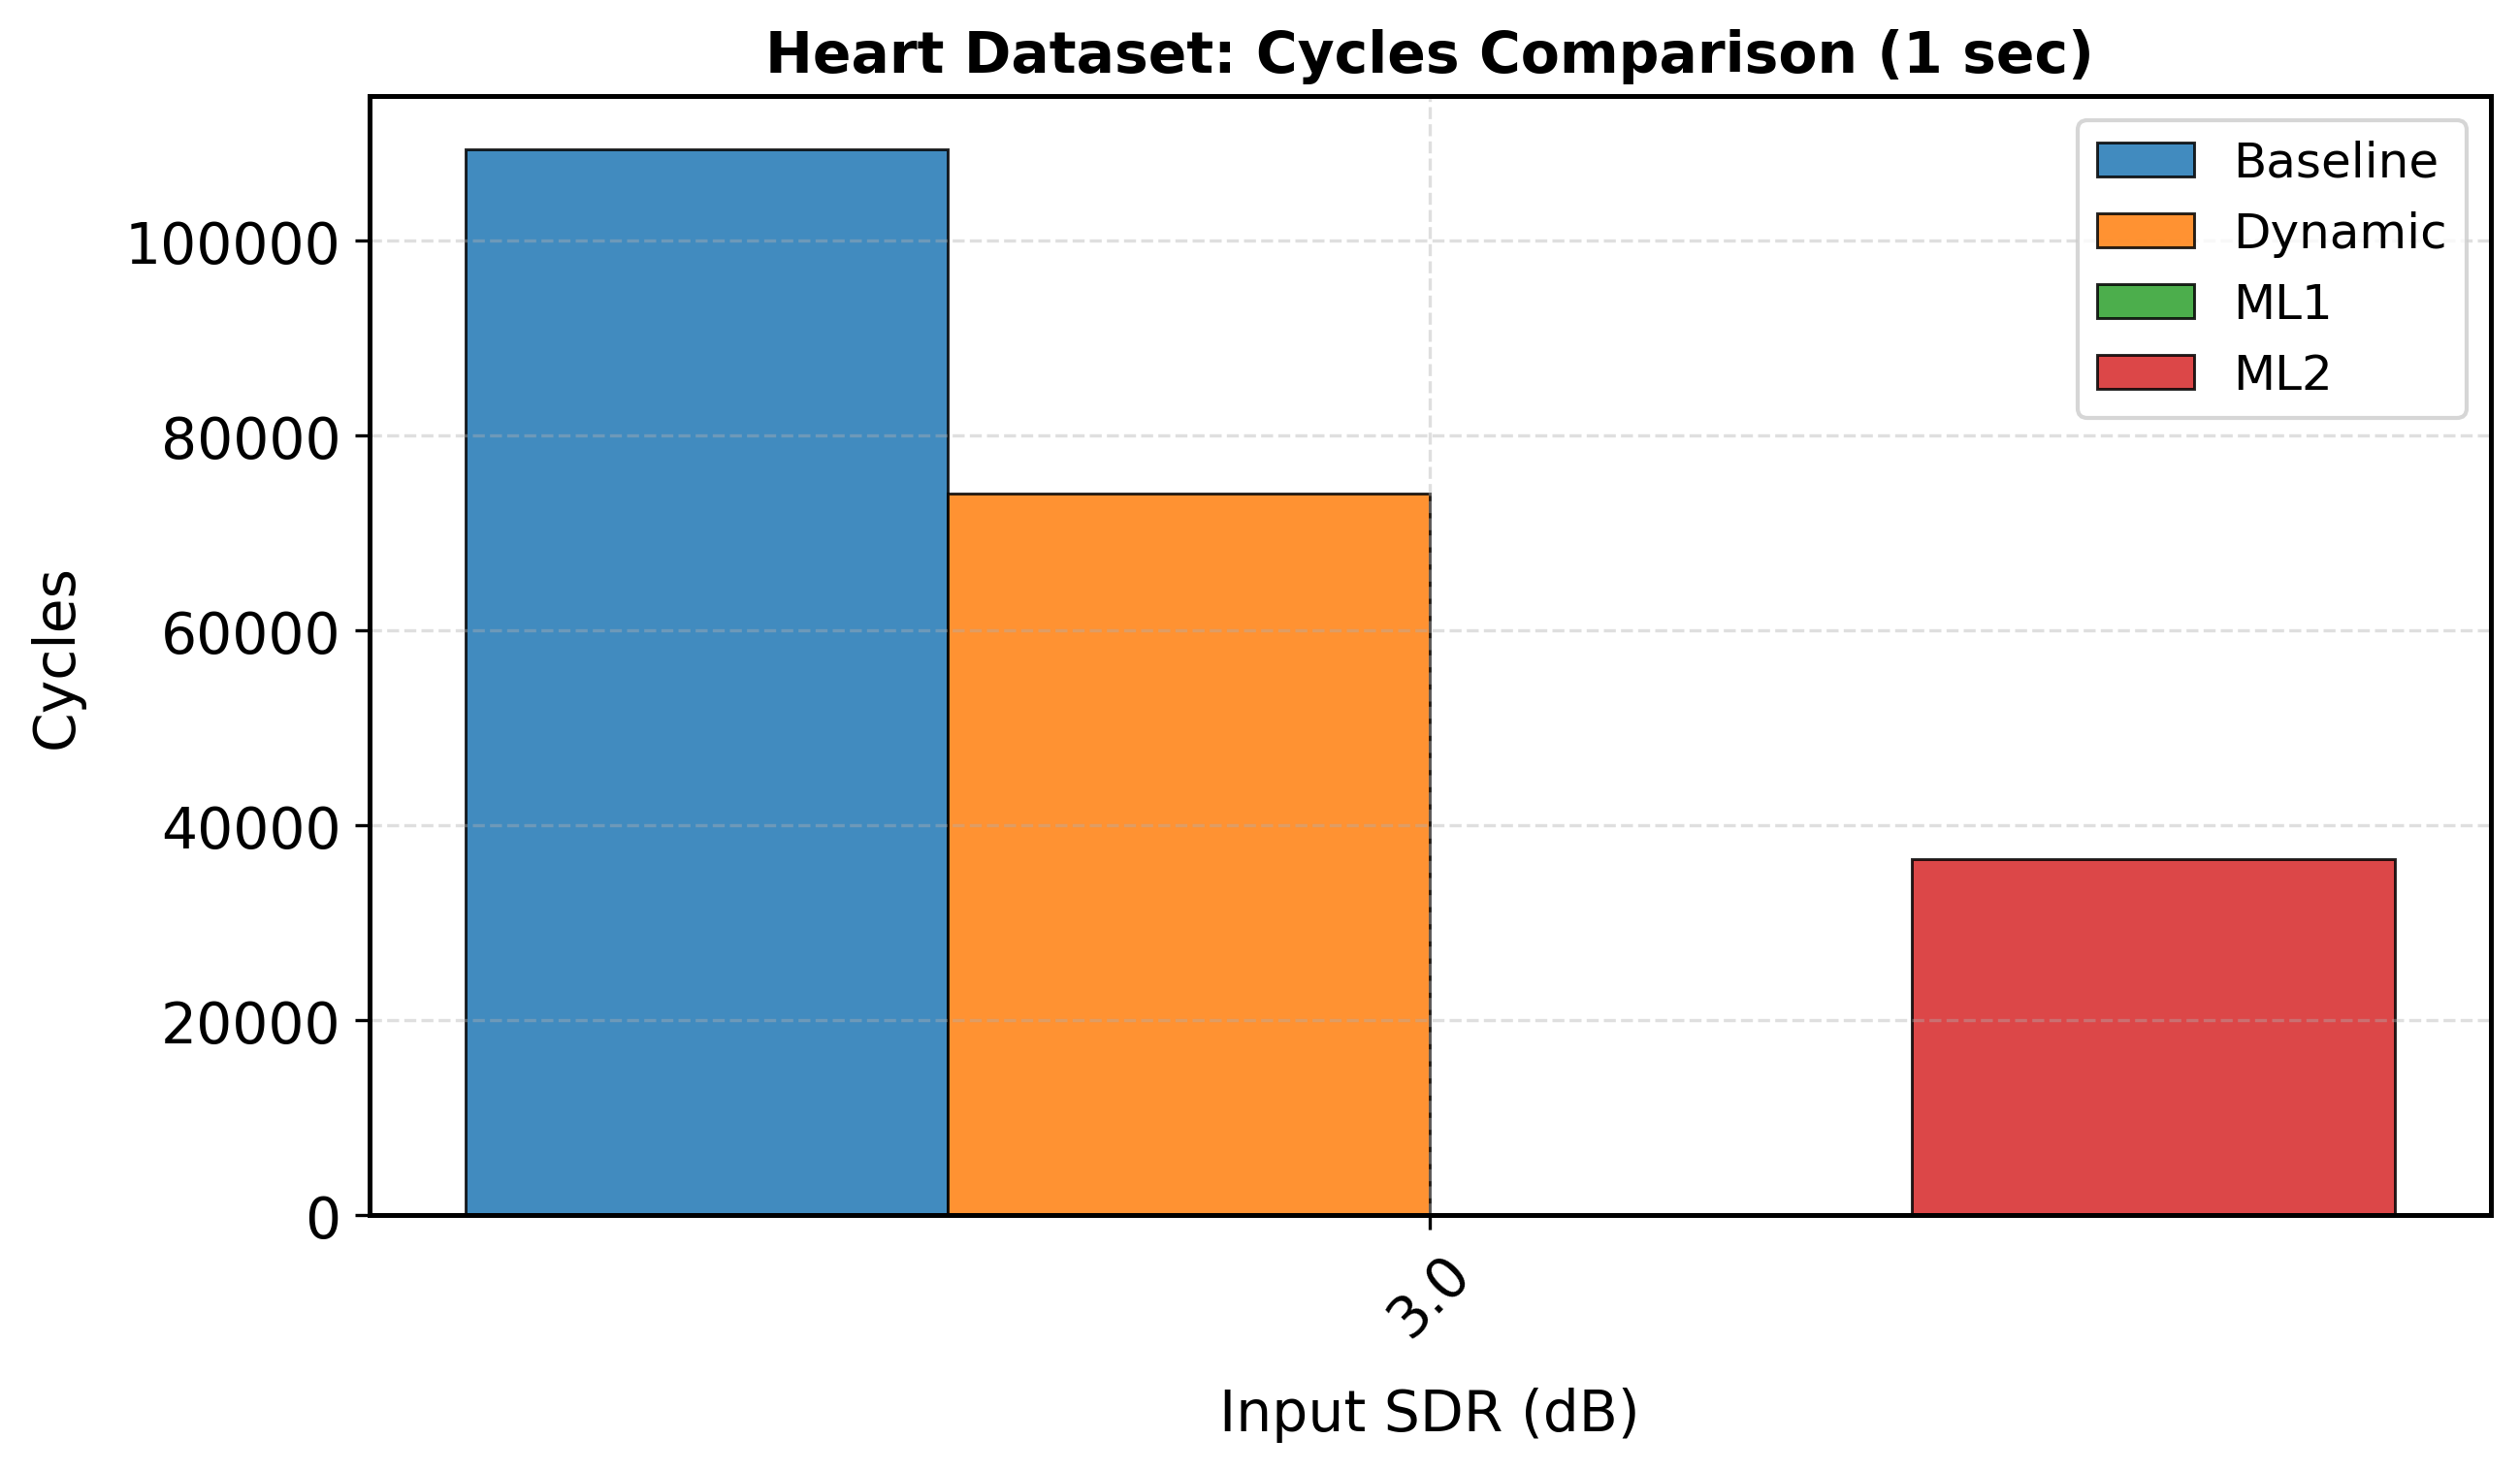 Heart Dataset: Cycles Comparison (1 sec)
Baseline
Dynamic
ML1
ML2
100000
80000
60000
40000
20000
0
Cycles
3.0
Input SDR (dB)